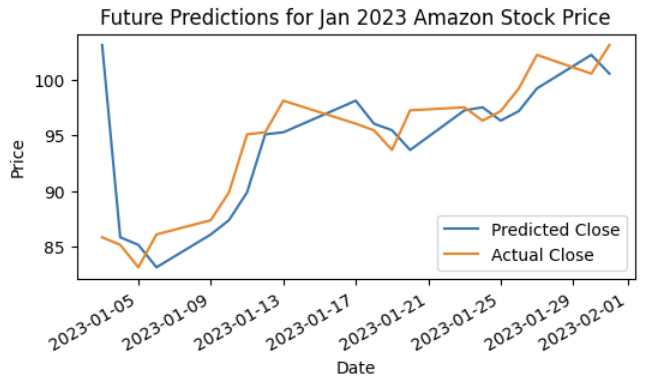 Future Predictions for Jan 2023 Amazon Stock Price
Price
100
95
90
85
Predicted Close
Actual Close
2023-01-05
2023-01-09
2023-01-13
2023-01-17
2023-01-21
2023-01-25
2023-01-29
2023-02-01
Date